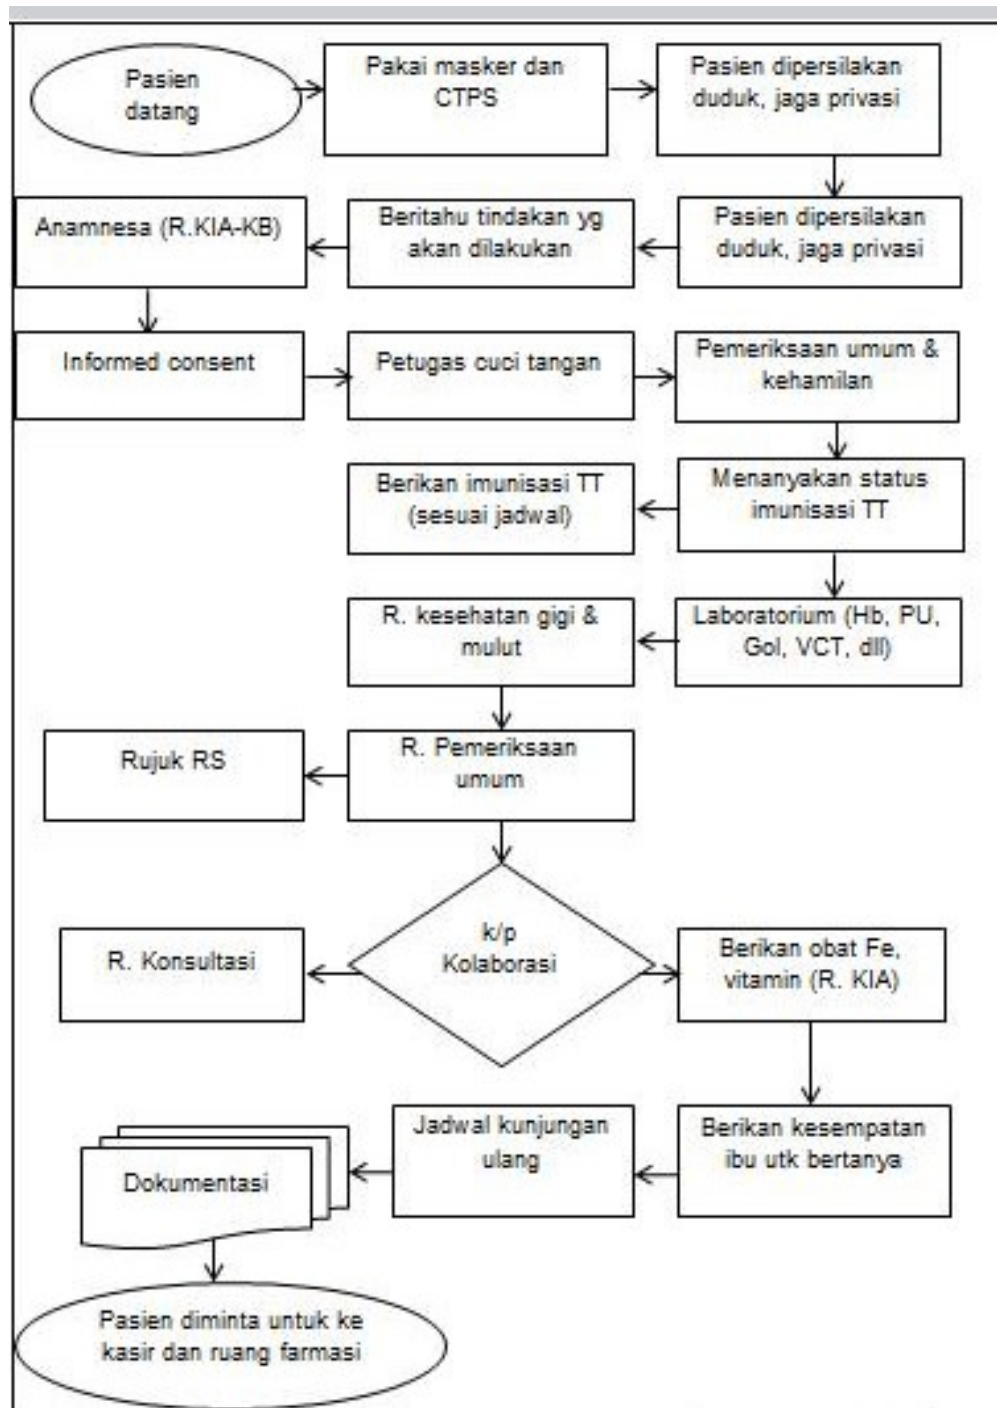 Pasien
datang
Pakai masker dan
CTPS
Pasien dipersilakan
duduk, jaga privasi
Pasien dipersilakan
duduk, jaga privasi
Beritahu tindakan yg
akan dilakukan
Anamnesa (R.KIA-KB)
Informed consent
Petugas cuci tangan
Pemeriksaan umum &
kehamilan
Menanyakan status
imunisasi TT
Berikan imunisasi TT
(sesuai jadwal)
Laboratorium (Hb, PU,
Gol, VCT, dll)
R. kesehatan gigi &
mulut
R. Pemeriksaan
umum
Rujuk RS
k/p
Kolaborasi
R. Konsultasi
Berikan obat Fe,
vitamin (R. KIA)
Berikan kesempatan
ibu utk bertanya
Jadwal kunjungan
ulang
Dokumentasi
Pasien diminta untuk ke
kasir dan ruang farmasi